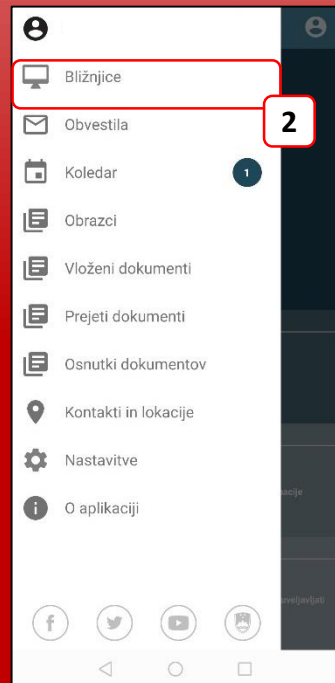 Bližnjice
2
Obvestila
Koledar
1
Obrazci
Vloženi dokumenti
Prejeti dokumenti
Osnutki dokumentov
Kontakti in lokacije
Nastavitve
O aplikaciji